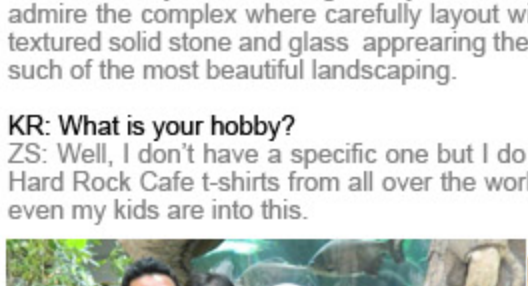 admire the complex where carefully layout
textured solid stone and glass apprearing the
such of the most beautiful landscaping.
KR: What is your hobby?
ZS: Well, I don't have a specific one but I do
Hard Rock Cafe t-shirts from all over the
even my kids are into this.